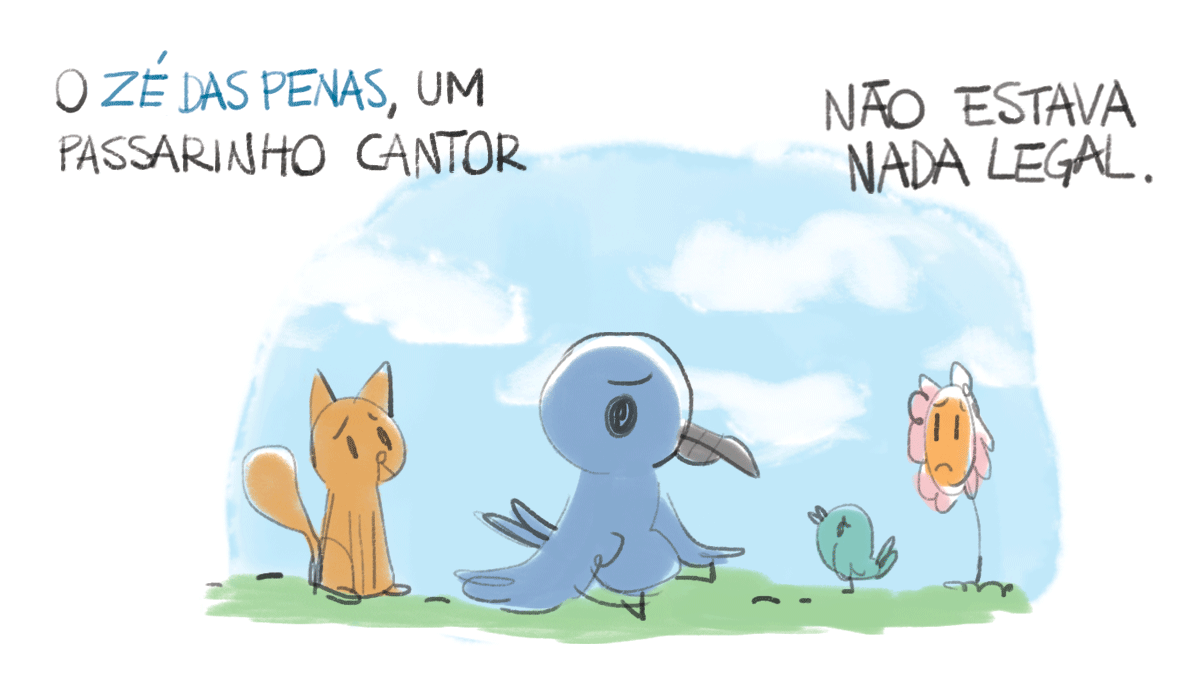 O ZÉ DAS PENAS, UM
PASSARINHO CANTOR
NÃO ESTAVA
NADA LEGAL.